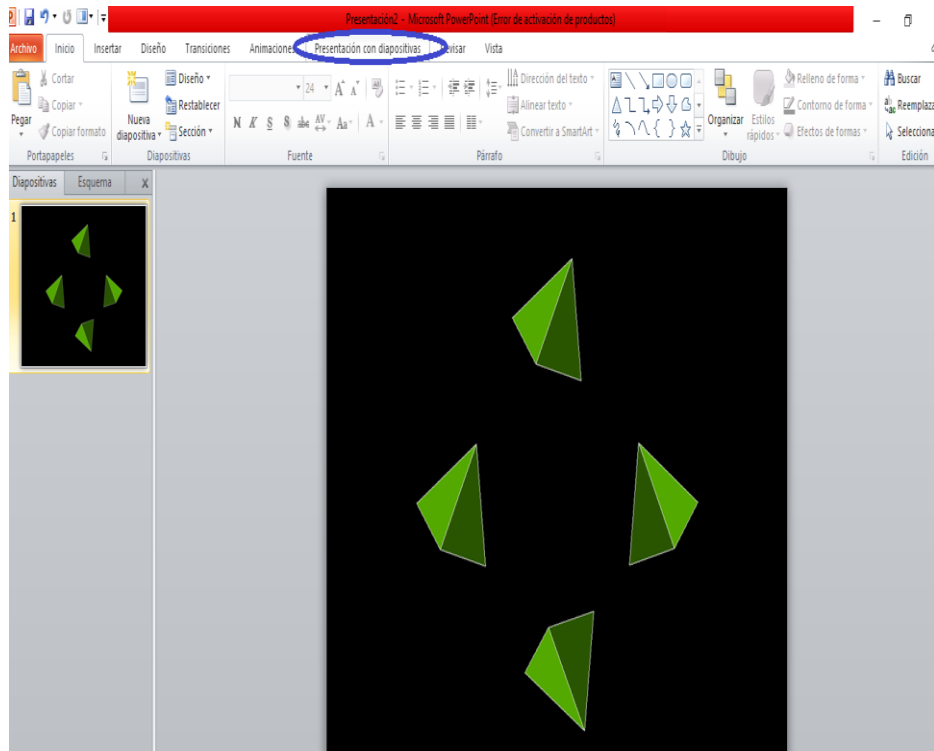 P
Presentación2 - Microsoft PowerPoint (Error de activación de productos)
Archivo Inicio Insertar Diseño Transiciones Animaciones Presentación con diapositivas Vista
Pegar
Cortar
Copiar
Copiar formato
Portapapeles
Nueva diapositiva
Diseño
Restablecer
Sección
Diapositivas
24 A A
N K S S abc AV Aa A
Fuente
Dirección del texto
Alinear texto
Convertir a SmartArt
Párrafo
Organizar
Estilos rápidos
Relleno de forma
Contorno de forma
Efectos de formas
Dibujo
Buscar
Reemplaza
Selecciona
Edición
Diapositivas Esquema X
1